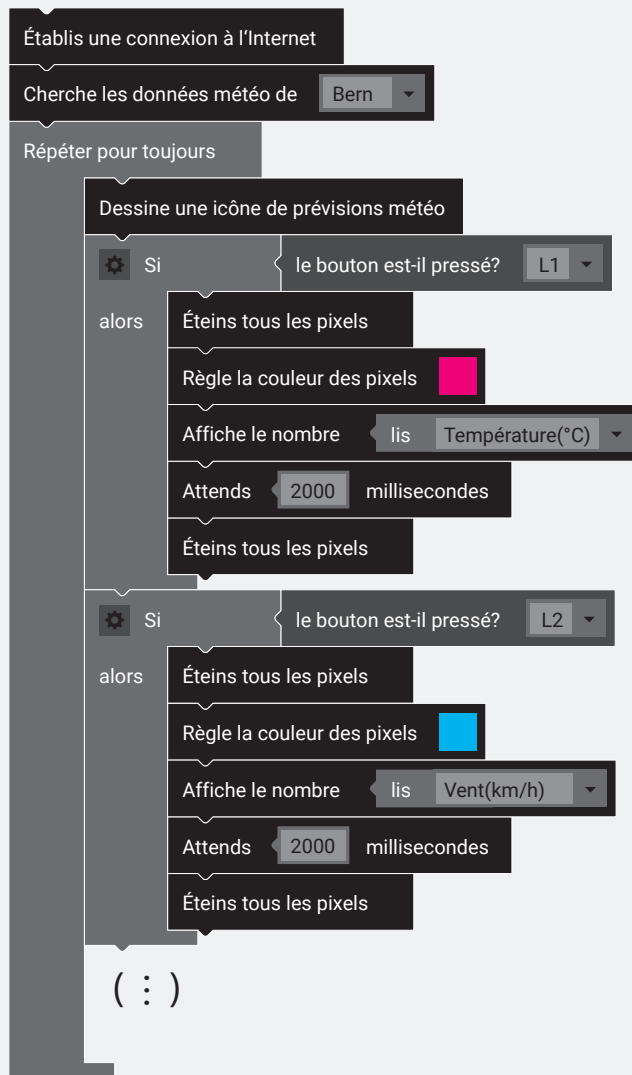 Établis une connexion à l‘Internet
Cherche les données météo de Bern
Répéter pour toujours
Dessine une icône de prévisions météo
Si le bouton est-il pressé? L1
alors Éteins tous les pixels
Règle la couleur des pixels
Affiche le nombre lis Température(°C)
Attends 2000 millisecondes
Éteins tous les pixels
Si le bouton est-il pressé? L2
alors Éteins tous les pixels
Règle la couleur des pixels
Affiche le nombre lis Vent(km/h)
Attends 2000 millisecondes
Éteins tous les pixels
(⋮)